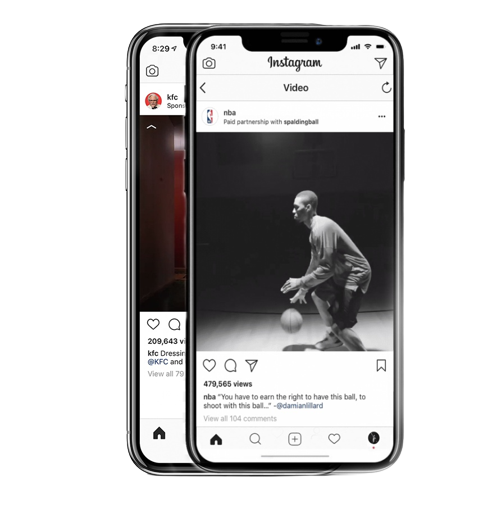 8:29
kfc
Spons
209,643 vi
kfc Dressin
@KFC and
View all 79
9:41
Instagram
Video
nba
Paid partnership with spaldingball
479,565 views
nba "You have to earn the right to have this ball, to
shoot with this ball..." -@damianlillard
View all 104 comments